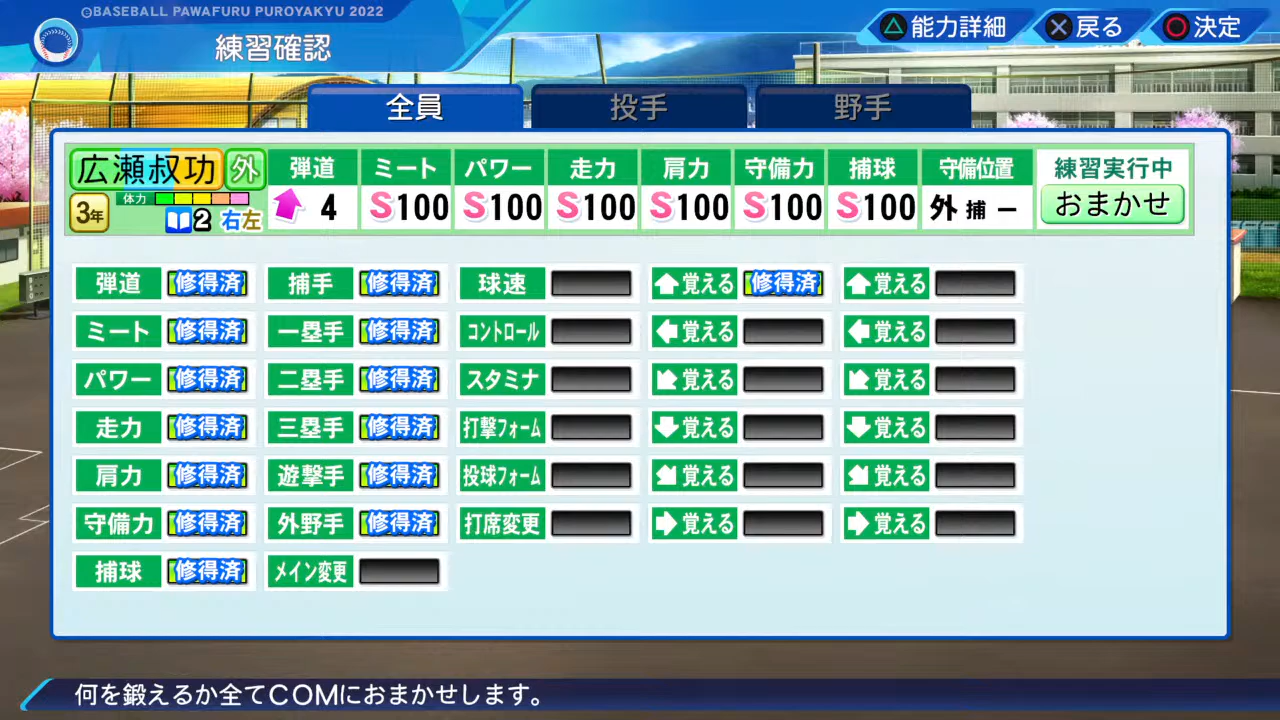 ©BASEBALL PAWAFURU PUROYAKYU 2022
練習確認
能力詳細 戻る 決定
全員 投手 野手
広瀬叔功 外 弾道 ミート パワー 走力 肩力 守備力 捕球 守備位置 練習実行中
3年 体力 2 右左 4 S100 S100 S100 S100 S100 S100 外 捕 一 おまかせ
弾道 修得済 捕手 修得済 球速 覚える 修得済 覚える
ミート 修得済 一塁手 修得済 コントロール 覚える 覚える
パワー 修得済 二塁手 修得済 スタミナ 覚える 覚える
走力 修得済 三塁手 修得済 打撃フォーム 覚える 覚える
肩力 修得済 遊撃手 修得済 投球フォーム 覚える 覚える
守備力 修得済 外野手 修得済 打席変更 覚える 覚える
捕球 修得済 メイン変更
何を鍛えるか全てCOMにおまかせします。